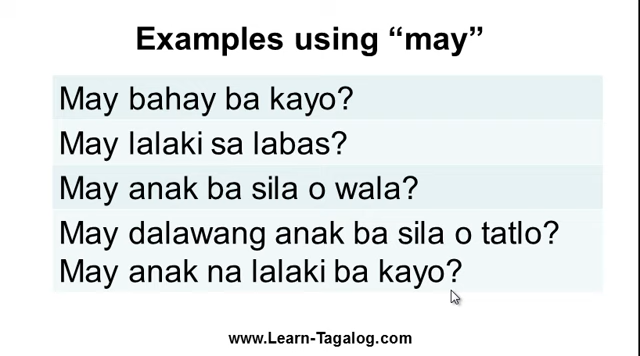 Examples using “may”
May bahay ba kayo?
May lalaki sa labas?
May anak ba sila o wala?
May dalawang anak ba sila o tatlo?
May anak na lalaki ba kayo?
www.Learn-Tagalog.com